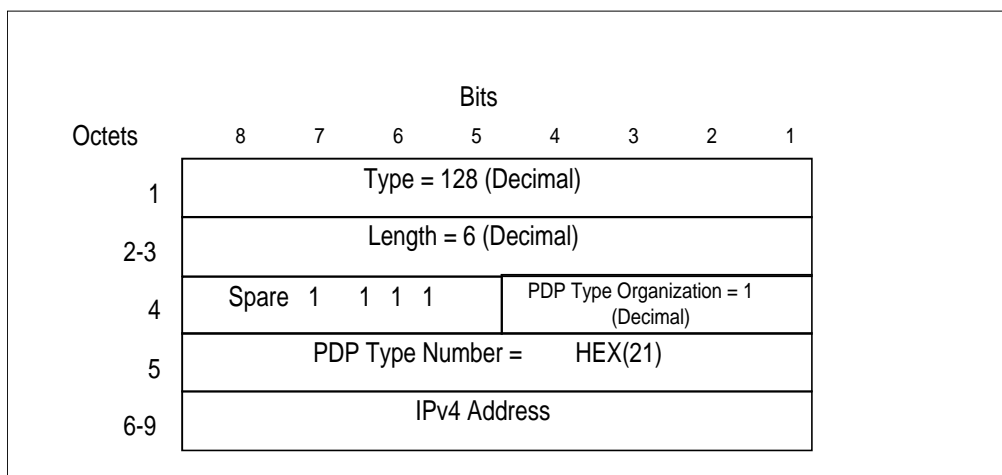 Bits
Octets 8 7 6 5 4 3 2 1
1 Type = 128 (Decimal)
2-3 Length = 6 (Decimal)
4 Spare 1 1 1 1 PDP Type Organization = 1
(Decimal)
5 PDP Type Number = HEX(21)
6-9 IPv4 Address